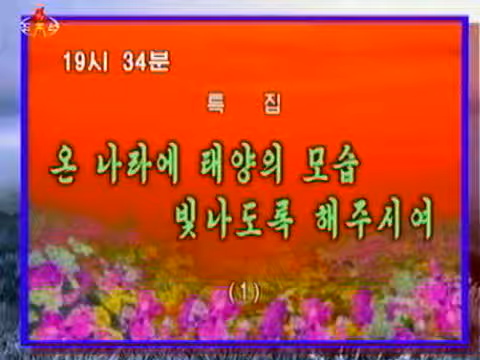 19시 34분
특 집
온 나라에 태양의 모습
빛나도록 해주시여
(1)